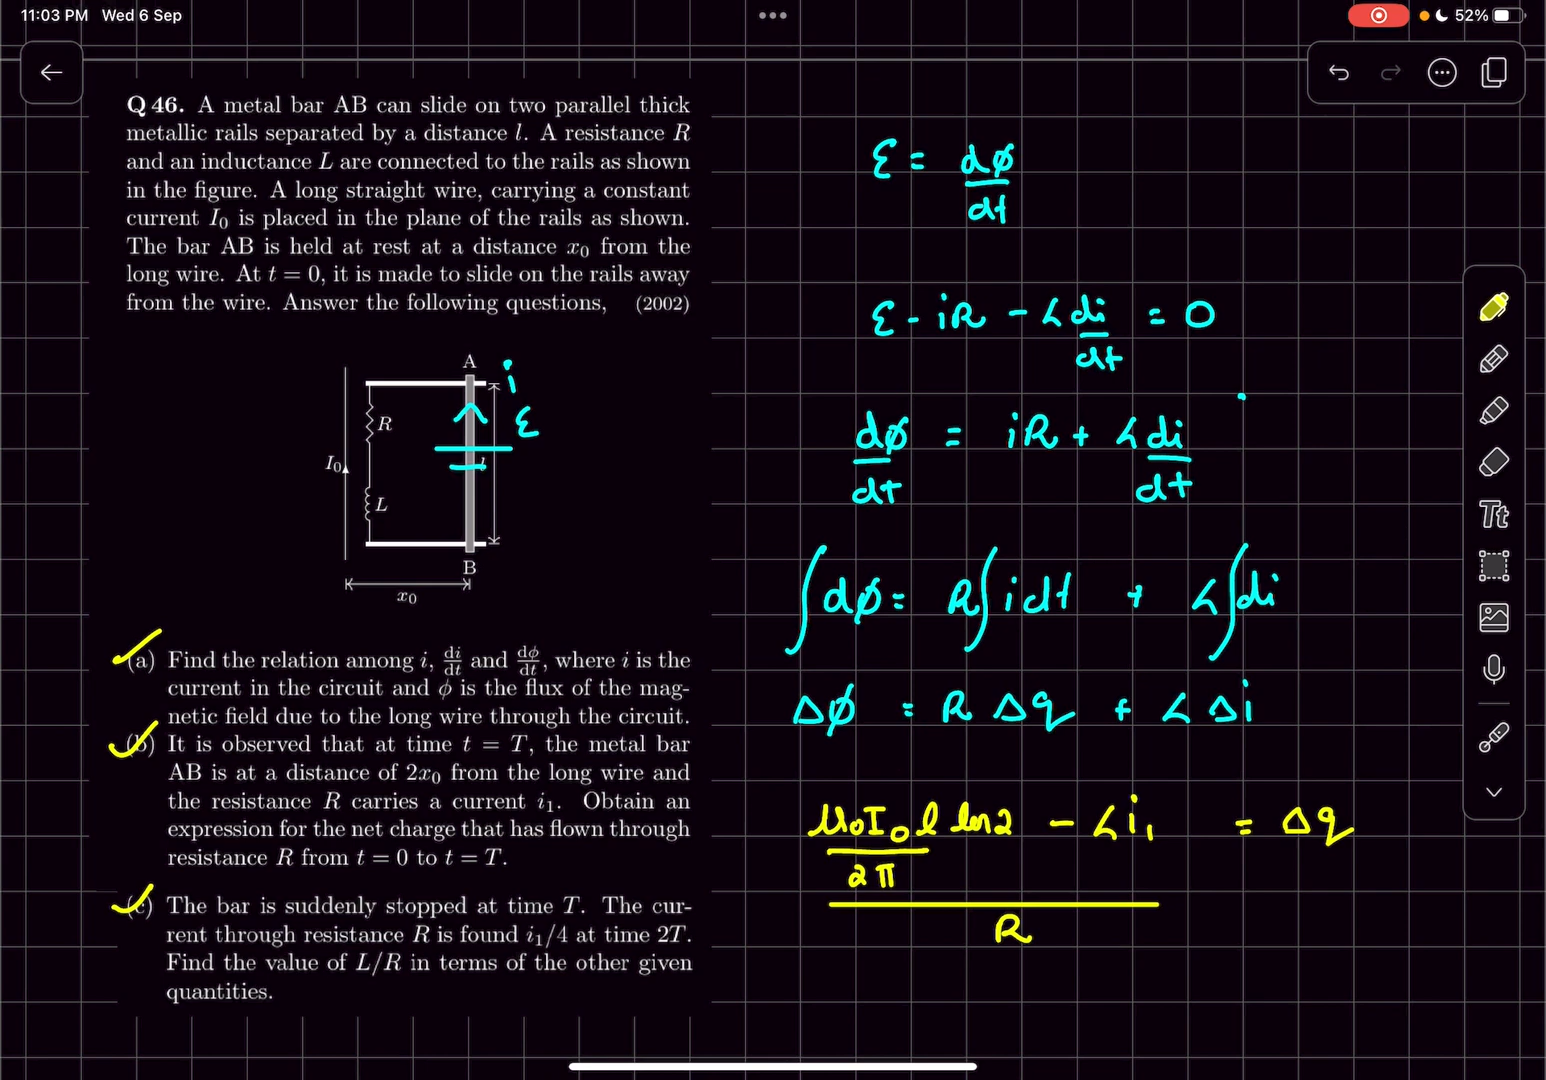 11:03 PM Wed 6 Sep
52%
Q 46. A metal bar AB can slide on two parallel thick
metallic rails separated by a distance l. A resistance R
and an inductance L are connected to the rails as shown
in the figure. A long straight wire, carrying a constant
current I₀ is placed in the plane of the rails as shown.
The bar AB is held at rest at a distance x₀ from the
long wire. At t = 0, it is made to slide on the rails away
from the wire. Answer the following questions, (2002)
A
i
R
ε
I₀
l
L
B
x₀
(a) Find the relation among i, di/dt and dϕ/dt, where i is the
current in the circuit and ϕ is the flux of the mag-
netic field due to the long wire through the circuit.
(b) It is observed that at time t = T, the metal bar
AB is at a distance of 2x₀ from the long wire and
the resistance R carries a current i₁. Obtain an
expression for the net charge that has flown through
resistance R from t = 0 to t = T.
(c) The bar is suddenly stopped at time T. The cur-
rent through resistance R is found i₁/4 at time 2T.
Find the value of L/R in terms of the other given
quantities.
ε = dϕ/dt
ε - iR - L di/dt = 0
dϕ/dt = iR + L di/dt
∫dϕ = R∫i dt + L∫di
Δϕ = R Δq + L Δi
(μ₀I₀l/2π ln2 - Li₁)/R = Δq
Tt